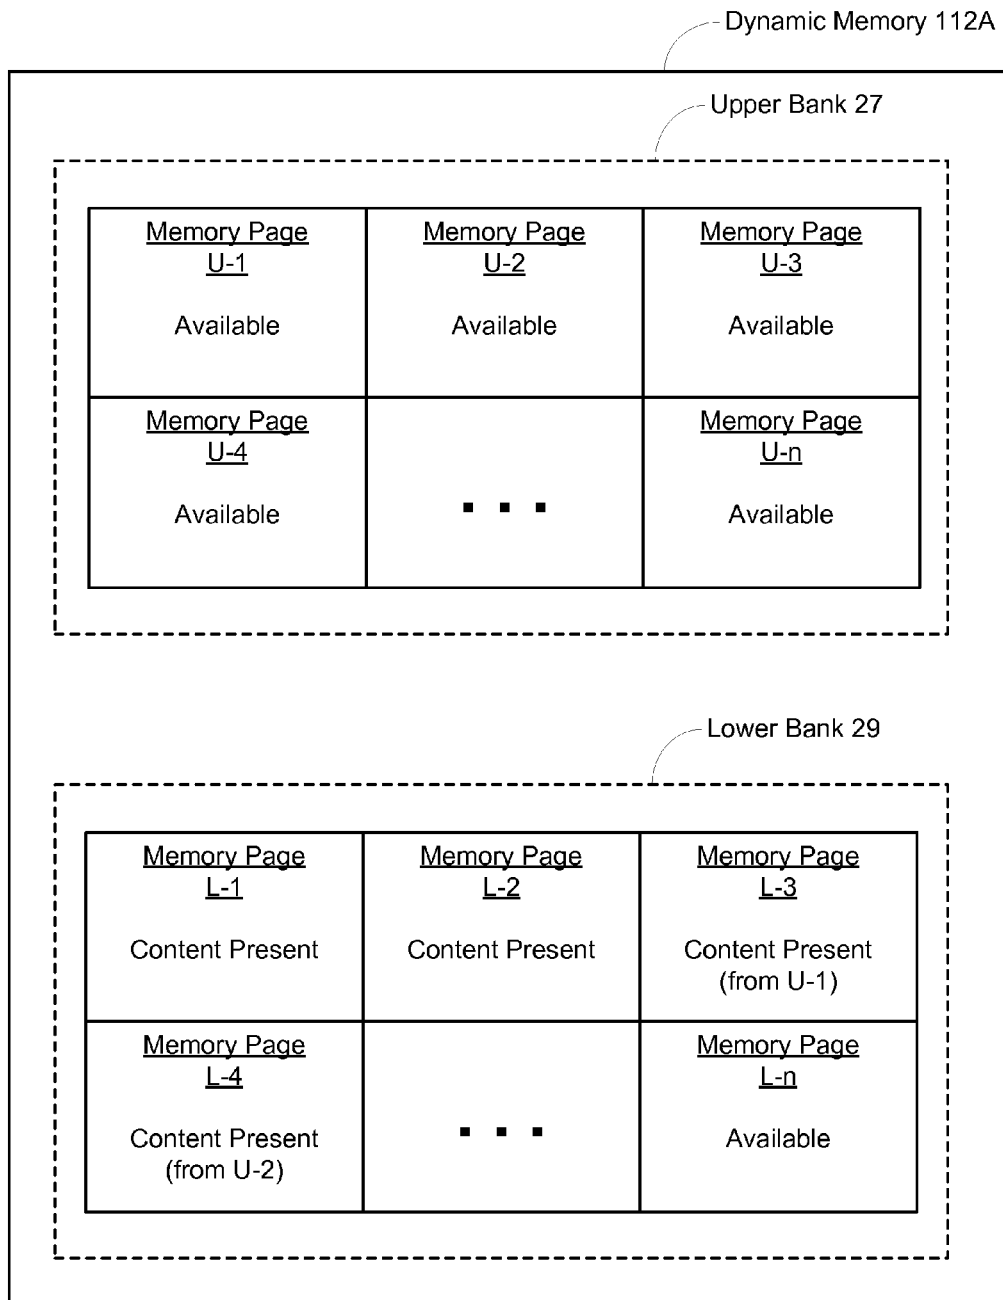 Dynamic Memory 112A
Upper Bank 27
Memory Page
U-1
Available
Memory Page
U-2
Available
Memory Page
U-3
Available
Memory Page
U-4
Available
. . .
Memory Page
U-n
Available
Lower Bank 29
Memory Page
L-1
Content Present
Memory Page
L-2
Content Present
Memory Page
L-3
Content Present
(from U-1)
Memory Page
L-4
Content Present
(from U-2)
. . .
Memory Page
L-n
Available